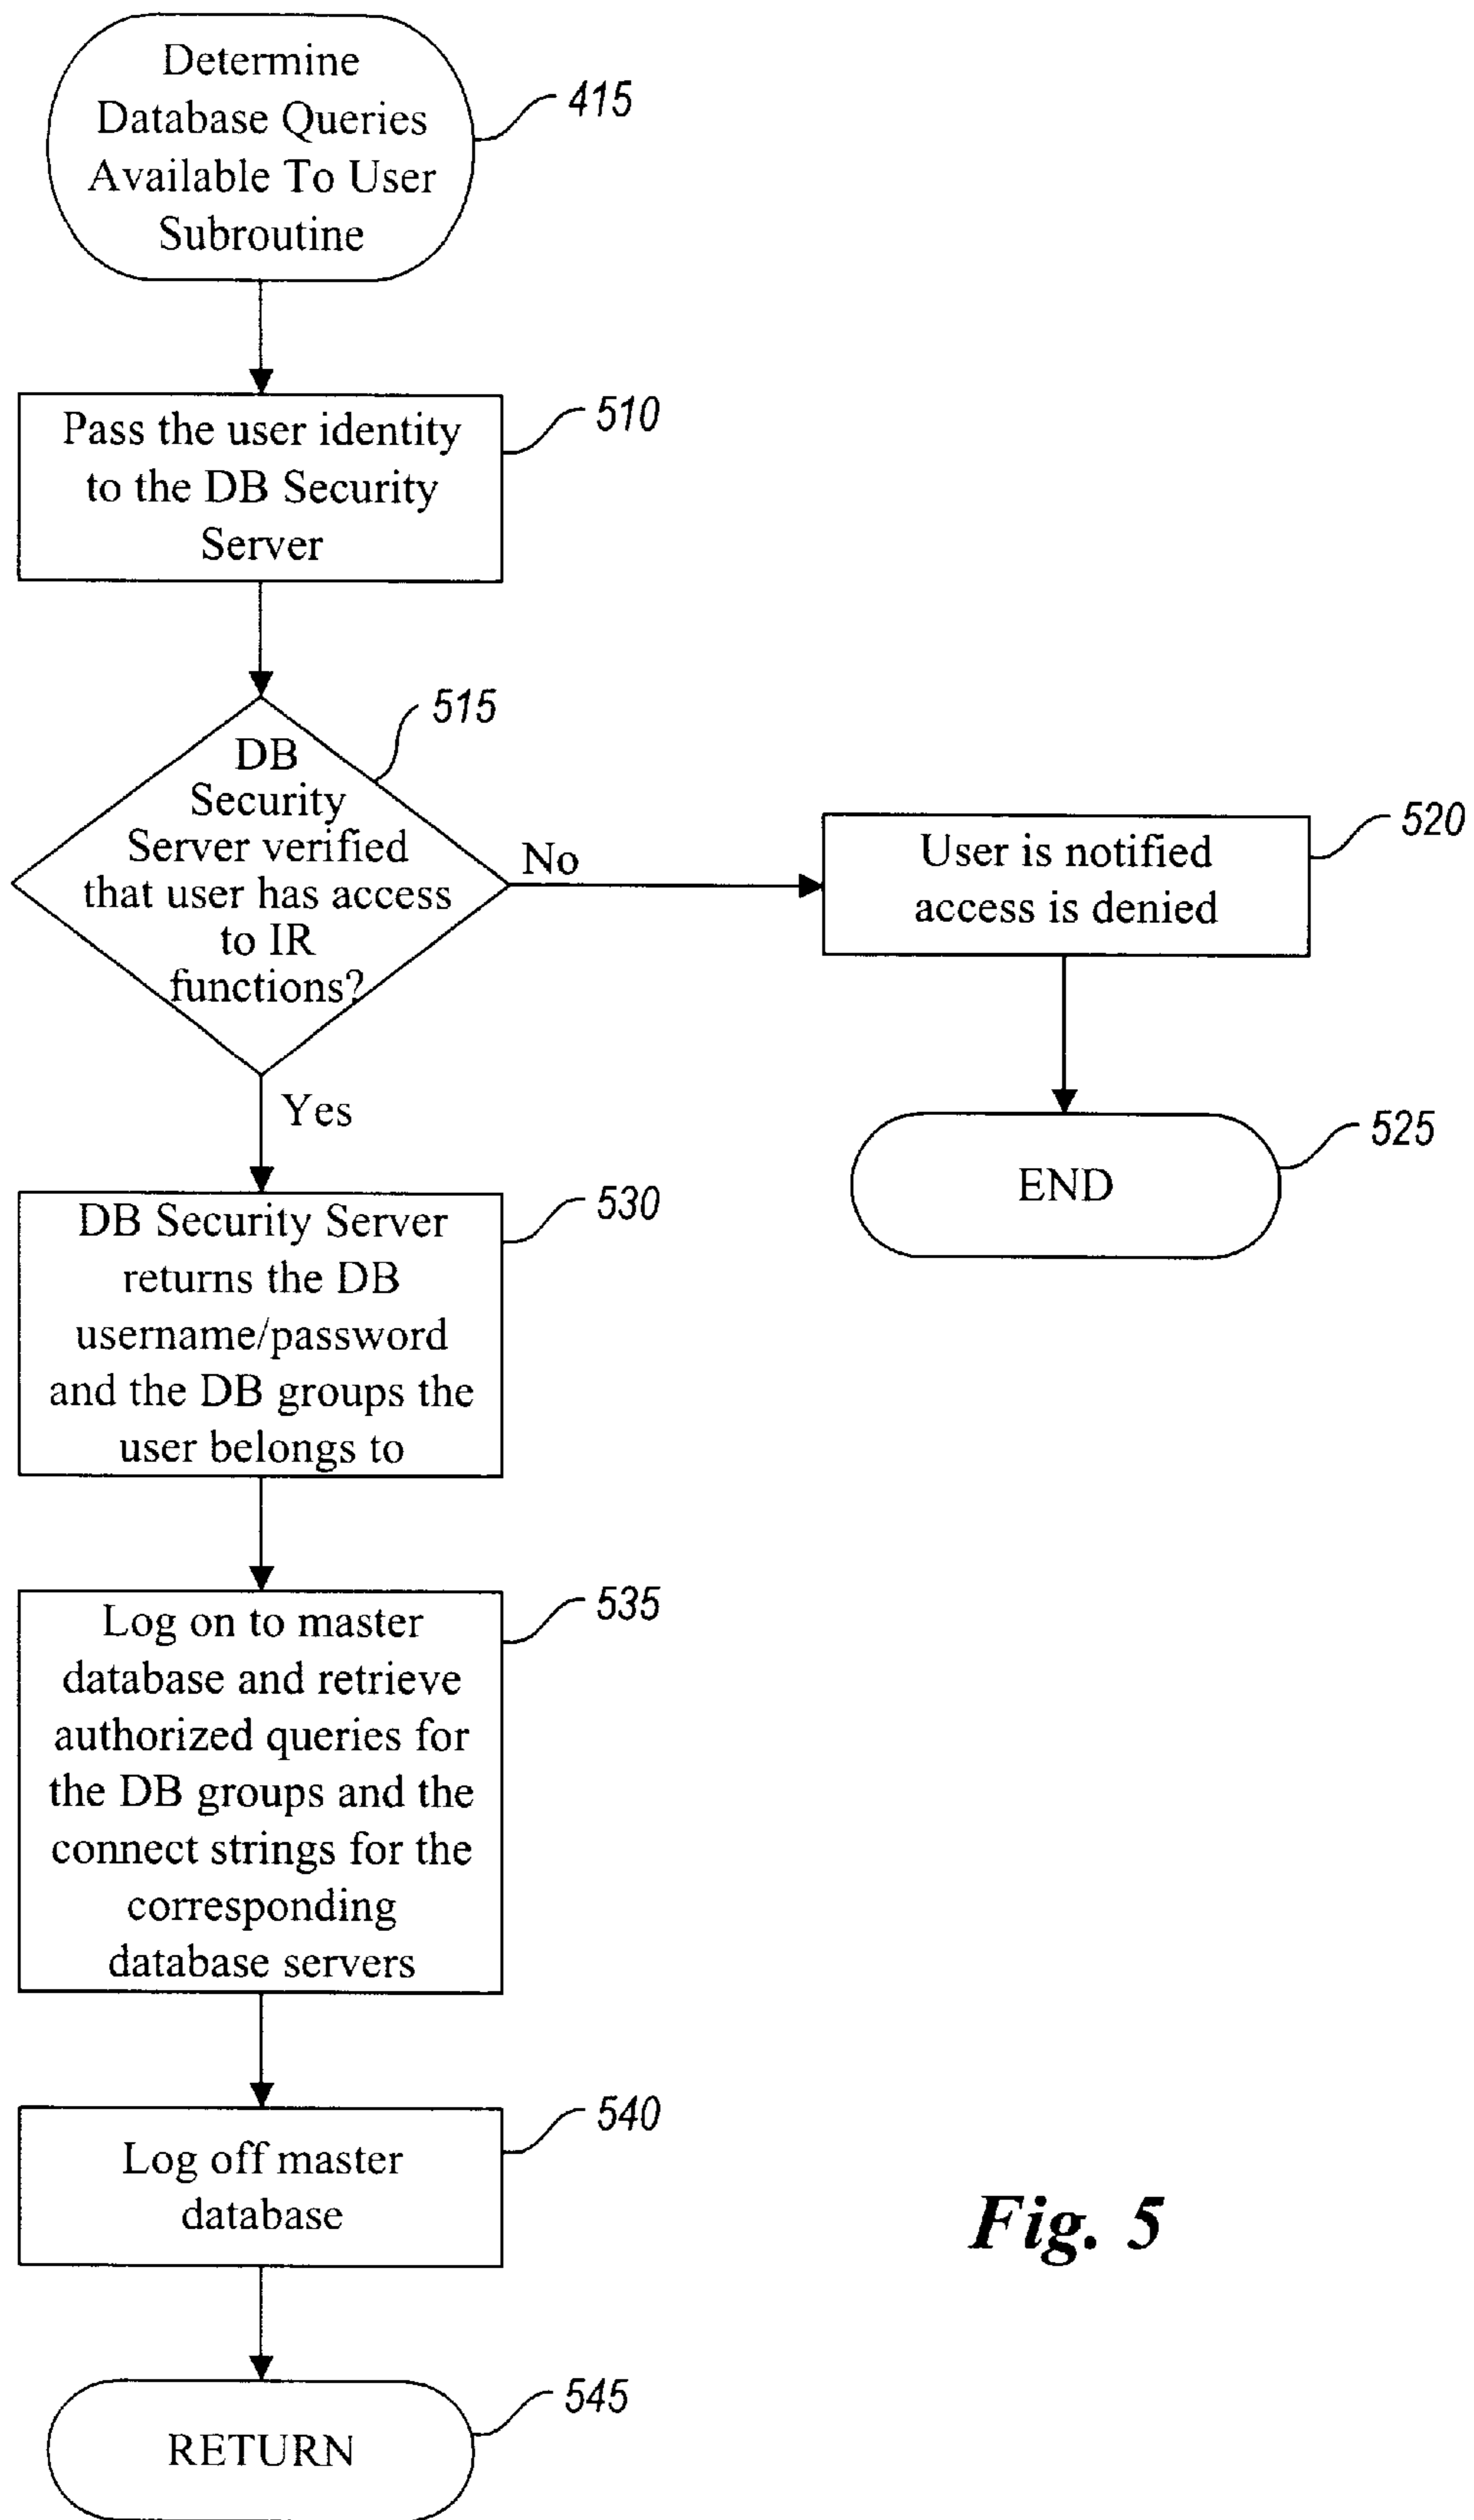 Determine
Database Queries
Available To User
Subroutine
415
Pass the user identity
to the DB Security
Server
510
515
DB
Security
Server verified
that user has access
to IR
functions?
No
520
User is notified
access is denied
Yes
525
END
530
DB Security Server
returns the DB
username/password
and the DB groups the
user belongs to
535
Log on to master
database and retrieve
authorized queries for
the DB groups and the
connect strings for the
corresponding
database servers
540
Log off master
database
Fig. 5
545
RETURN